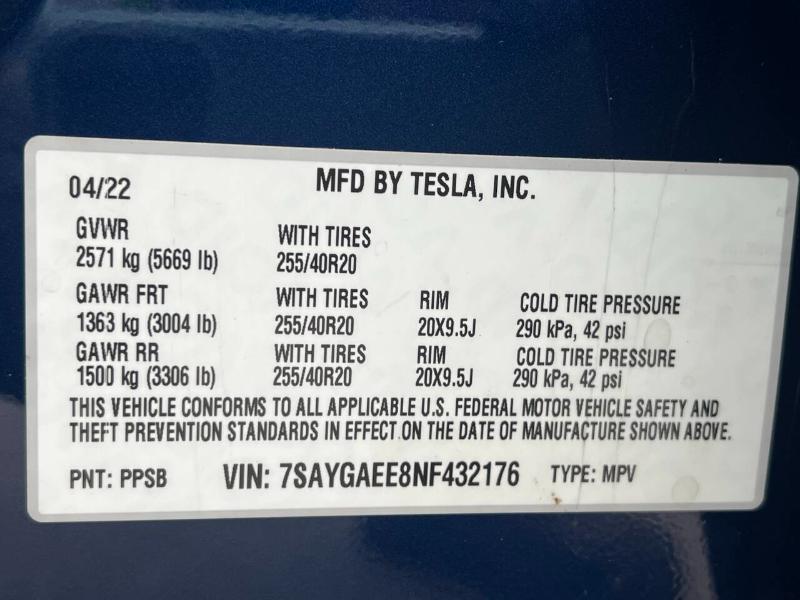 04/22 MFD BY TESLA, INC.
GVWR WITH TIRES
2571 kg (5669 lb) 255/40R20
GAWR FRT WITH TIRES RIM COLD TIRE PRESSURE
1363 kg (3004 lb) 255/40R20 20X9.5J 290 kPa, 42 psi
GAWR RR WITH TIRES RIM COLD TIRE PRESSURE
1500 kg (3306 lb) 255/40R20 20X9.5J 290 kPa, 42 psi
THIS VEHICLE CONFORMS TO ALL APPLICABLE U.S. FEDERAL MOTOR VEHICLE SAFETY AND
THEFT PREVENTION STANDARDS IN EFFECT ON THE DATE OF MANUFACTURE SHOWN ABOVE.
PNT: PPSB VIN: 7SAYGAEE8NF432176 TYPE: MPV